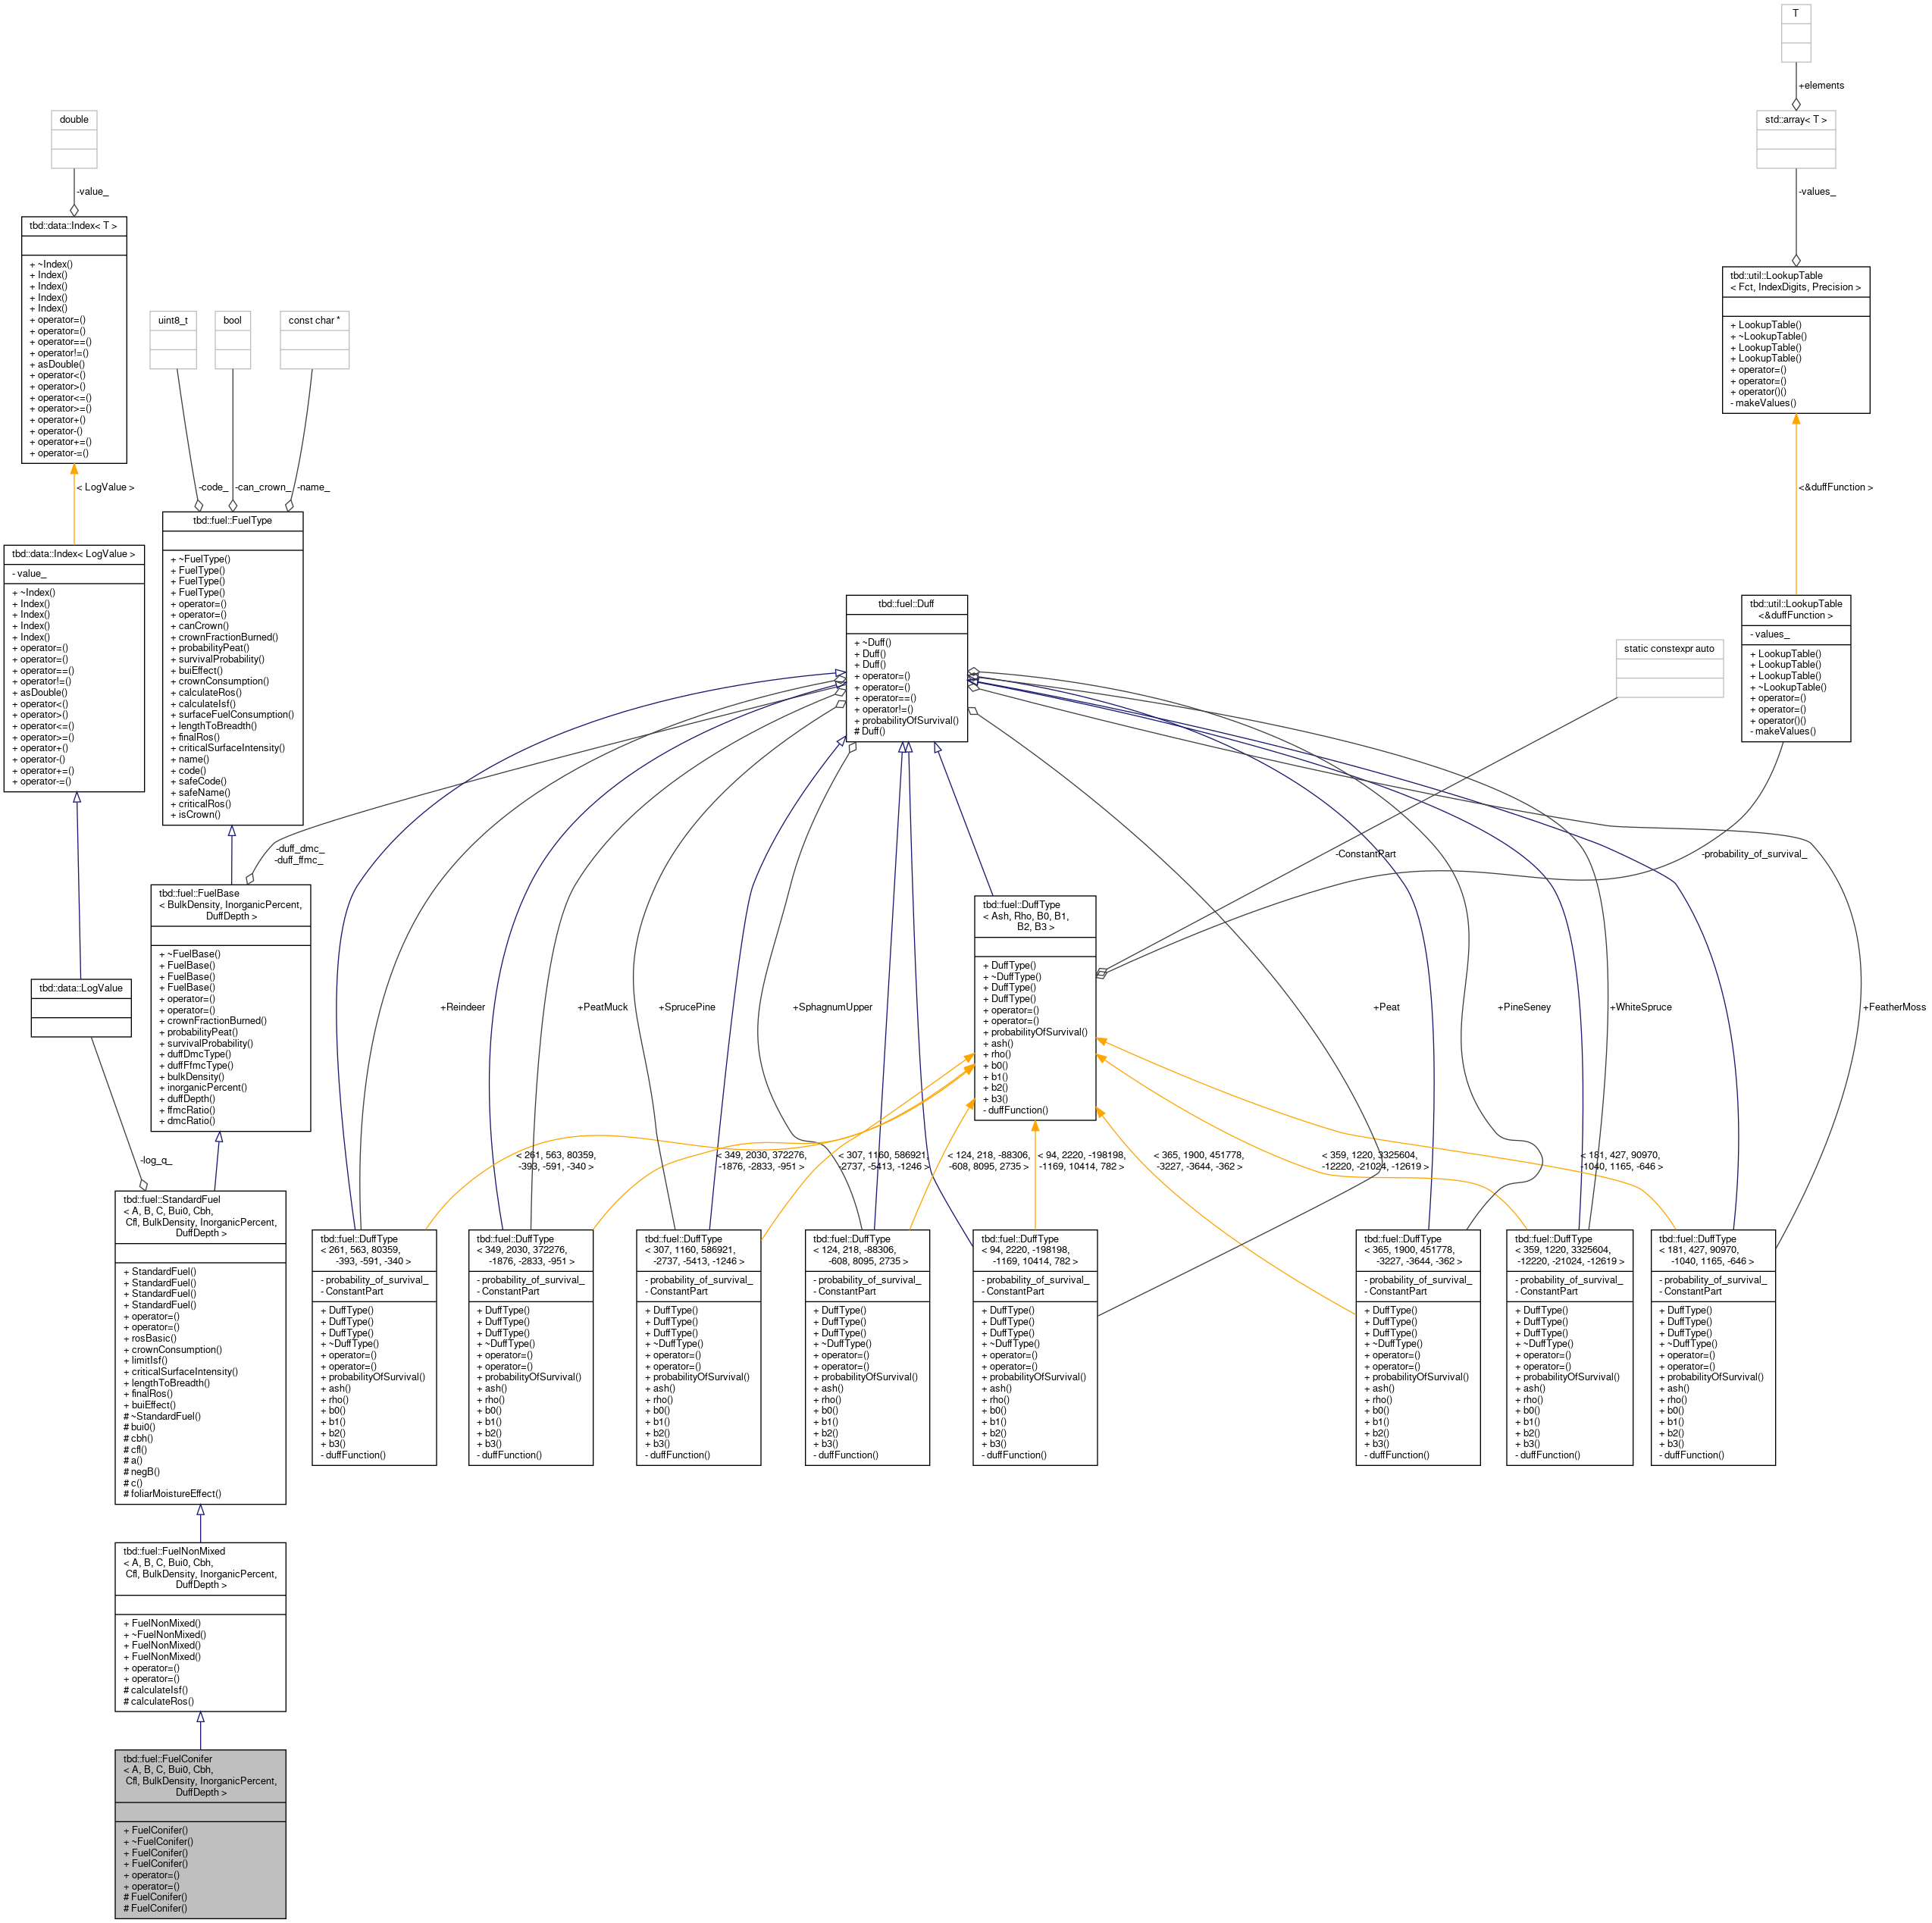 T
+elements
double
std::array< T >
-value_
-values_
tbd::data::Index< T >
+ ~Index()
+ Index()
+ Index()
+ Index()
+ Index()
+ operator=()
+ operator=()
+ operator==()
+ operator!=()
+ asDouble()
+ operator<()
+ operator>()
+ operator<=()
+ operator>=()
+ operator+()
+ operator-()
+ operator+=()
+ operator-=()
tbd::util::LookupTable
< Fct, IndexDigits, Precision >
+ LookupTable()
+ ~LookupTable()
+ LookupTable()
+ LookupTable()
+ operator=()
+ operator=()
+ operator()()
- makeValues()
uint8_t
bool
const char *
< LogValue >
-code_
-can_crown_
-name_
<&duffFunction >
tbd::data::Index< LogValue >
- value_
+ ~Index()
+ Index()
+ Index()
+ Index()
+ Index()
+ operator=()
+ operator=()
+ operator==()
+ operator!=()
+ asDouble()
+ operator<()
+ operator>()
+ operator<=()
+ operator>=()
+ operator+()
+ operator-()
+ operator+=()
+ operator-=()
tbd::fuel::FuelType
+ ~FuelType()
+ FuelType()
+ FuelType()
+ FuelType()
+ operator=()
+ operator=()
+ canCrown()
+ crownFractionBurned()
+ probabilityPeat()
+ survivalProbability()
+ buiEffect()
+ crownConsumption()
+ calculateRos()
+ calculateIsf()
+ surfaceFuelConsumption()
+ lengthToBreadth()
+ finalRos()
+ criticalSurfaceIntensity()
+ name()
+ code()
+ safeCode()
+ safeName()
+ criticalRos()
+ isCrown()
tbd::fuel::Duff
+ ~Duff()
+ Duff()
+ Duff()
+ operator=()
+ operator=()
+ operator==()
+ operator!=()
+ probabilityOfSurvival()
# Duff()
static constexpr auto
tbd::util::LookupTable
<&duffFunction >
- values_
+ LookupTable()
+ LookupTable()
+ LookupTable()
+ ~LookupTable()
+ operator=()
+ operator=()
+ operator()()
- makeValues()
-duff_dmc_
-duff_ffmc_
-ConstantPart
-probability_of_survival_
tbd::fuel::FuelBase
< BulkDensity, InorganicPercent,
DuffDepth >
+ ~FuelBase()
+ FuelBase()
+ FuelBase()
+ FuelBase()
+ operator=()
+ operator=()
+ crownFractionBurned()
+ probabilityPeat()
+ survivalProbability()
+ duffDmcType()
+ duffFfmcType()
+ bulkDensity()
+ inorganicPercent()
+ duffDepth()
+ ffmcRatio()
+ dmcRatio()
tbd::fuel::DuffType
< Ash, Rho, B0, B1,
B2, B3 >
+ DuffType()
+ ~DuffType()
+ DuffType()
+ DuffType()
+ operator=()
+ operator=()
+ probabilityOfSurvival()
+ ash()
+ rho()
+ b0()
+ b1()
+ b2()
+ b3()
- duffFunction()
tbd::data::LogValue
+Reindeer
+PeatMuck
+SprucePine
+SphagnumUpper
+Peat
+PineSeney
+WhiteSpruce
+FeatherMoss
-log_q_
< 261, 563, 80359,
-393, -591, -340 >
< 349, 2030, 372276,
-1876, -2833, -951 >
< 307, 1160, 586921,
-2737, -5413, -1246 >
< 124, 218, -88306,
-608, 8095, 2735 >
< 94, 2220, -198198,
-1169, 10414, 782 >
< 365, 1900, 451778,
-3227, -3644, -362 >
< 359, 1220, 3325604,
-12220, -21024, -12619 >
< 181, 427, 90970,
-1040, 1165, -646 >
tbd::fuel::StandardFuel
< A, B, C, Bui0, Cbh,
Cfl, BulkDensity, InorganicPercent,
DuffDepth >
+ StandardFuel()
+ StandardFuel()
+ StandardFuel()
+ StandardFuel()
+ operator=()
+ operator=()
+ rosBasic()
+ crownConsumption()
+ limitIsf()
+ criticalSurfaceIntensity()
+ lengthToBreadth()
+ finalRos()
+ buiEffect()
# ~StandardFuel()
# bui0()
# cbh()
# cfl()
# a()
# negB()
# c()
# foliarMoistureEffect()
tbd::fuel::DuffType
< 261, 563, 80359,
-393, -591, -340 >
- probability_of_survival_
- ConstantPart
+ DuffType()
+ DuffType()
+ DuffType()
+ ~DuffType()
+ operator=()
+ operator=()
+ probabilityOfSurvival()
+ ash()
+ rho()
+ b0()
+ b1()
+ b2()
+ b3()
- duffFunction()
tbd::fuel::DuffType
< 349, 2030, 372276,
-1876, -2833, -951 >
- probability_of_survival_
- ConstantPart
+ DuffType()
+ DuffType()
+ DuffType()
+ ~DuffType()
+ operator=()
+ operator=()
+ probabilityOfSurvival()
+ ash()
+ rho()
+ b0()
+ b1()
+ b2()
+ b3()
- duffFunction()
tbd::fuel::DuffType
< 307, 1160, 586921,
-2737, -5413, -1246 >
- probability_of_survival_
- ConstantPart
+ DuffType()
+ DuffType()
+ DuffType()
+ ~DuffType()
+ operator=()
+ operator=()
+ probabilityOfSurvival()
+ ash()
+ rho()
+ b0()
+ b1()
+ b2()
+ b3()
- duffFunction()
tbd::fuel::DuffType
< 124, 218, -88306,
-608, 8095, 2735 >
- probability_of_survival_
- ConstantPart
+ DuffType()
+ DuffType()
+ DuffType()
+ ~DuffType()
+ operator=()
+ operator=()
+ probabilityOfSurvival()
+ ash()
+ rho()
+ b0()
+ b1()
+ b2()
+ b3()
- duffFunction()
tbd::fuel::DuffType
< 94, 2220, -198198,
-1169, 10414, 782 >
- probability_of_survival_
- ConstantPart
+ DuffType()
+ DuffType()
+ DuffType()
+ ~DuffType()
+ operator=()
+ operator=()
+ probabilityOfSurvival()
+ ash()
+ rho()
+ b0()
+ b1()
+ b2()
+ b3()
- duffFunction()
tbd::fuel::DuffType
< 365, 1900, 451778,
-3227, -3644, -362 >
- probability_of_survival_
- ConstantPart
+ DuffType()
+ DuffType()
+ DuffType()
+ ~DuffType()
+ operator=()
+ operator=()
+ probabilityOfSurvival()
+ ash()
+ rho()
+ b0()
+ b1()
+ b2()
+ b3()
- duffFunction()
tbd::fuel::DuffType
< 359, 1220, 3325604,
-12220, -21024, -12619 >
- probability_of_survival_
- ConstantPart
+ DuffType()
+ DuffType()
+ DuffType()
+ ~DuffType()
+ operator=()
+ operator=()
+ probabilityOfSurvival()
+ ash()
+ rho()
+ b0()
+ b1()
+ b2()
+ b3()
- duffFunction()
tbd::fuel::DuffType
< 181, 427, 90970,
-1040, 1165, -646 >
- probability_of_survival_
- ConstantPart
+ DuffType()
+ DuffType()
+ DuffType()
+ ~DuffType()
+ operator=()
+ operator=()
+ probabilityOfSurvival()
+ ash()
+ rho()
+ b0()
+ b1()
+ b2()
+ b3()
- duffFunction()
tbd::fuel::FuelNonMixed
< A, B, C, Bui0, Cbh,
Cfl, BulkDensity, InorganicPercent,
DuffDepth >
+ FuelNonMixed()
+ ~FuelNonMixed()
+ FuelNonMixed()
+ FuelNonMixed()
+ operator=()
+ operator=()
# calculateIsf()
# calculateRos()
tbd::fuel::FuelConifer
< A, B, C, Bui0, Cbh,
Cfl, BulkDensity, InorganicPercent,
DuffDepth >
+ FuelConifer()
+ ~FuelConifer()
+ FuelConifer()
+ FuelConifer()
+ operator=()
+ operator=()
# FuelConifer()
# FuelConifer()